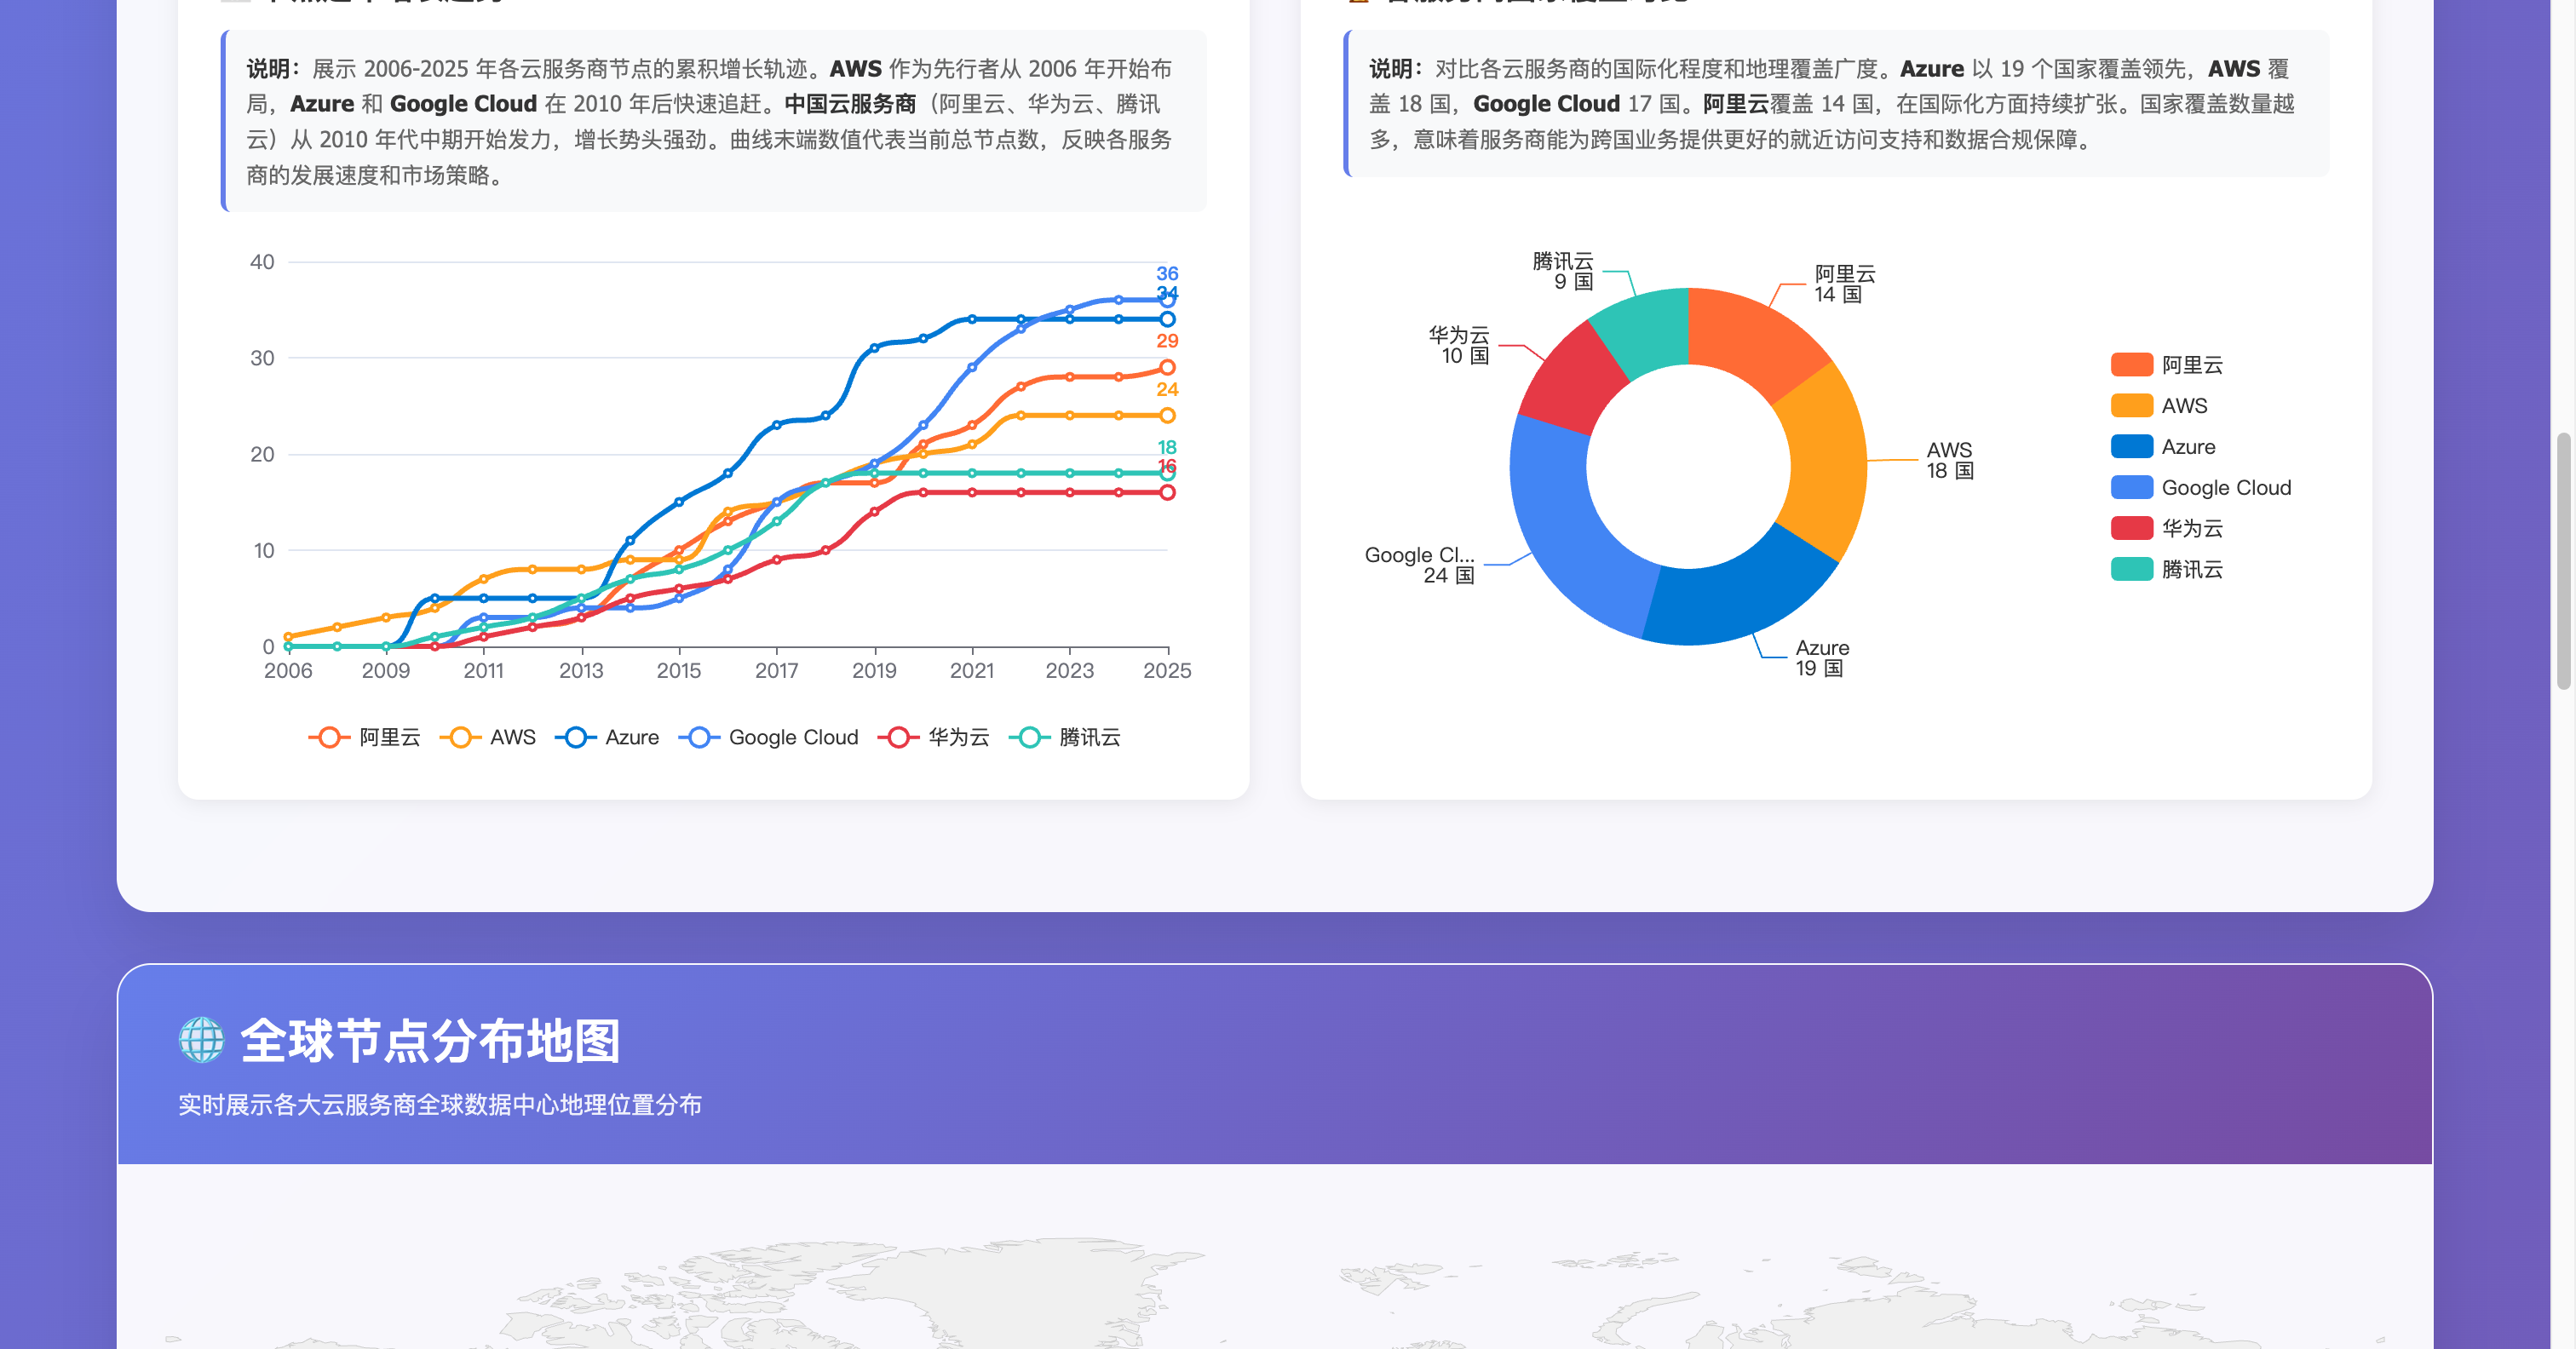 说明：展示 2006-2025 年各云服务商节点的累积增长轨迹。AWS 作为先行者从 2006 年开始布
局，Azure 和 Google Cloud 在 2010 年后快速追赶。中国云服务商（阿里云、华为云、腾讯
云）从 2010 年代中期开始发力，增长势头强劲。曲线末端数值代表当前总节点数，反映各服务
商的发展速度和市场策略。
40
30
20
10
0
36
34
29
24
18
16
2006 2009 2011 2013 2015 2017 2019 2021 2023 2025
阿里云 AWS Azure Google Cloud 华为云 腾讯云
说明：对比各云服务商的国际化程度和地理覆盖广度。Azure 以 19 个国家覆盖领先，AWS 覆
盖 18 国，Google Cloud 17 国。阿里云覆盖 14 国，在国际化方面持续扩张。国家覆盖数量越
多，意味着服务商能为跨国业务提供更好的就近访问支持和数据合规保障。
腾讯云
9 国
阿里云
14 国
华为云
10 国
AWS
18 国
Google Cl...
24 国
Azure
19 国
阿里云
AWS
Azure
Google Cloud
华为云
腾讯云
全球节点分布地图
实时展示各大云服务商全球数据中心地理位置分布